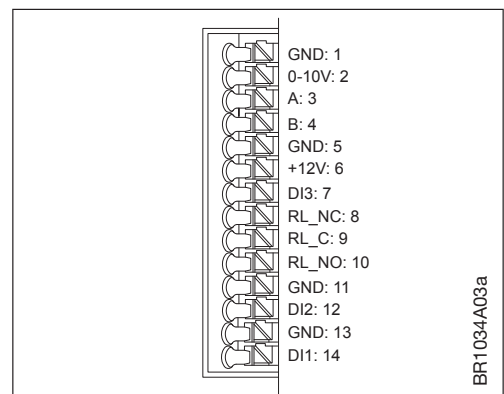 GND: 1
0-10V: 2
A: 3
B: 4
GND: 5
+12V: 6
DI3: 7
RL_NC: 8
RL_C: 9
RL_NO: 10
GND: 11
DI2: 12
GND: 13
DI1: 14
BR1034A03a